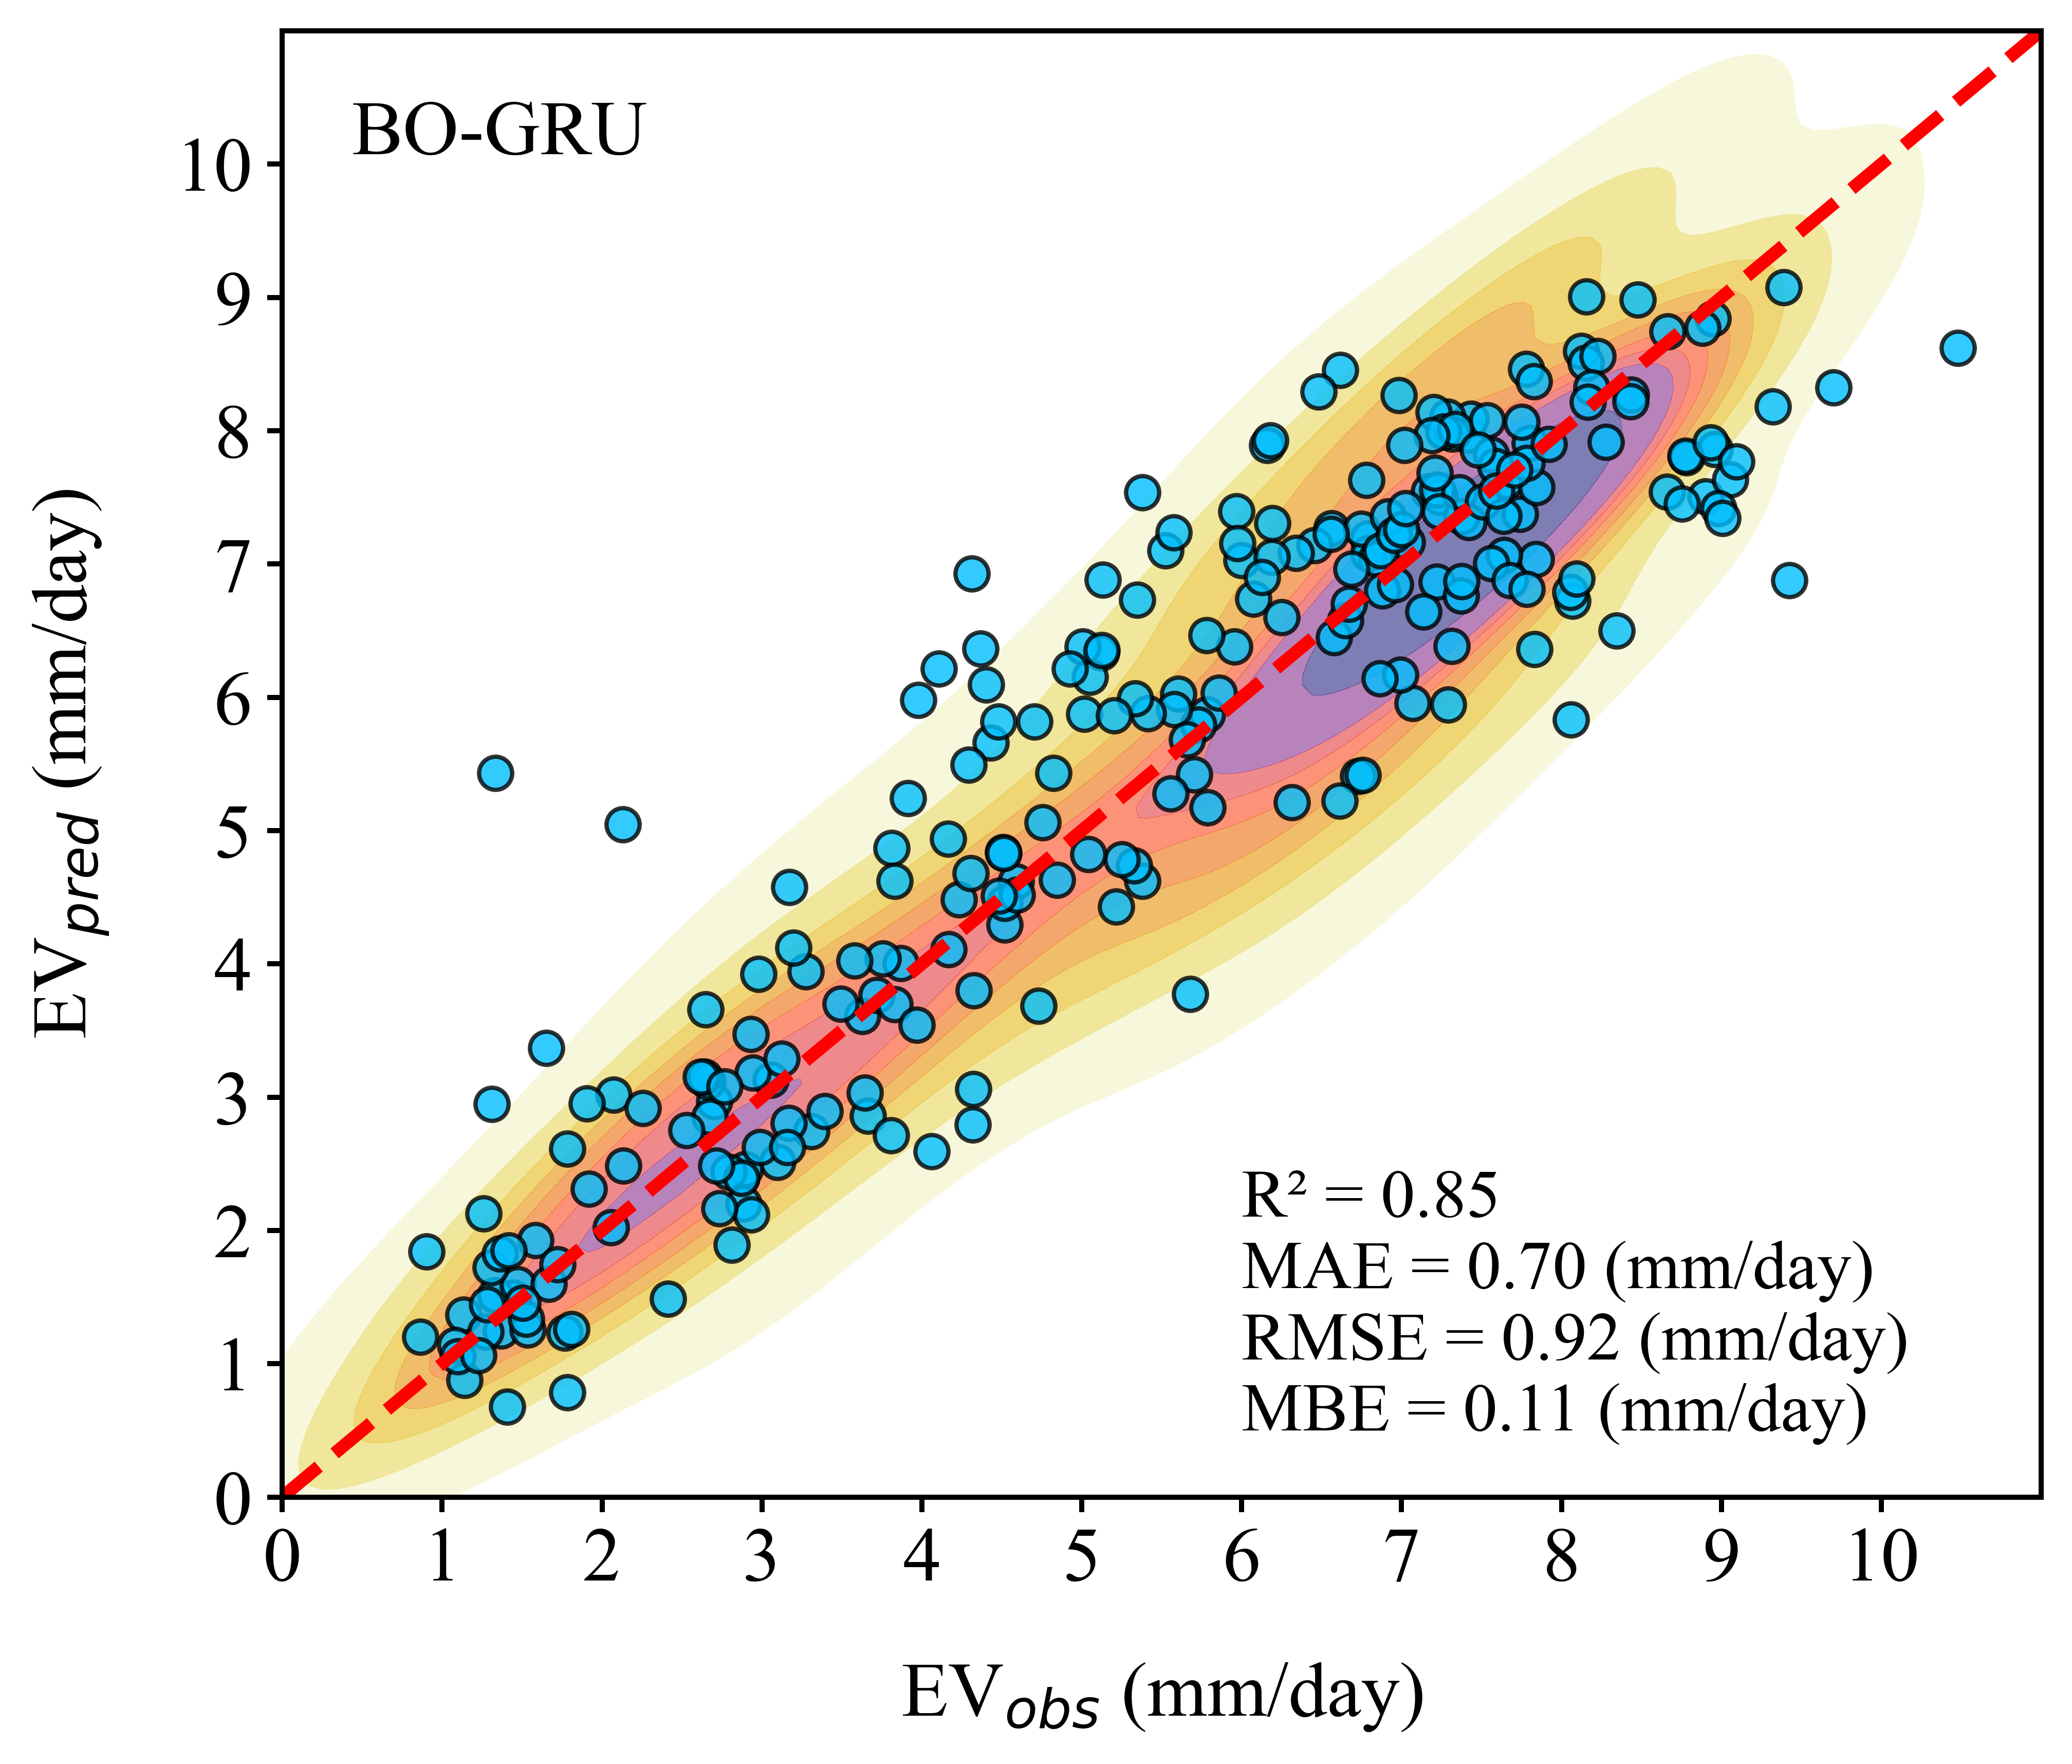 BO-GRU
10
9
8
7
6
5
4
3
2
1
0
EV_pred (mm/day)
R² = 0.85
MAE = 0.70 (mm/day)
RMSE = 0.92 (mm/day)
MBE = 0.11 (mm/day)
0 1 2 3 4 5 6 7 8 9 10
EV_obs (mm/day)